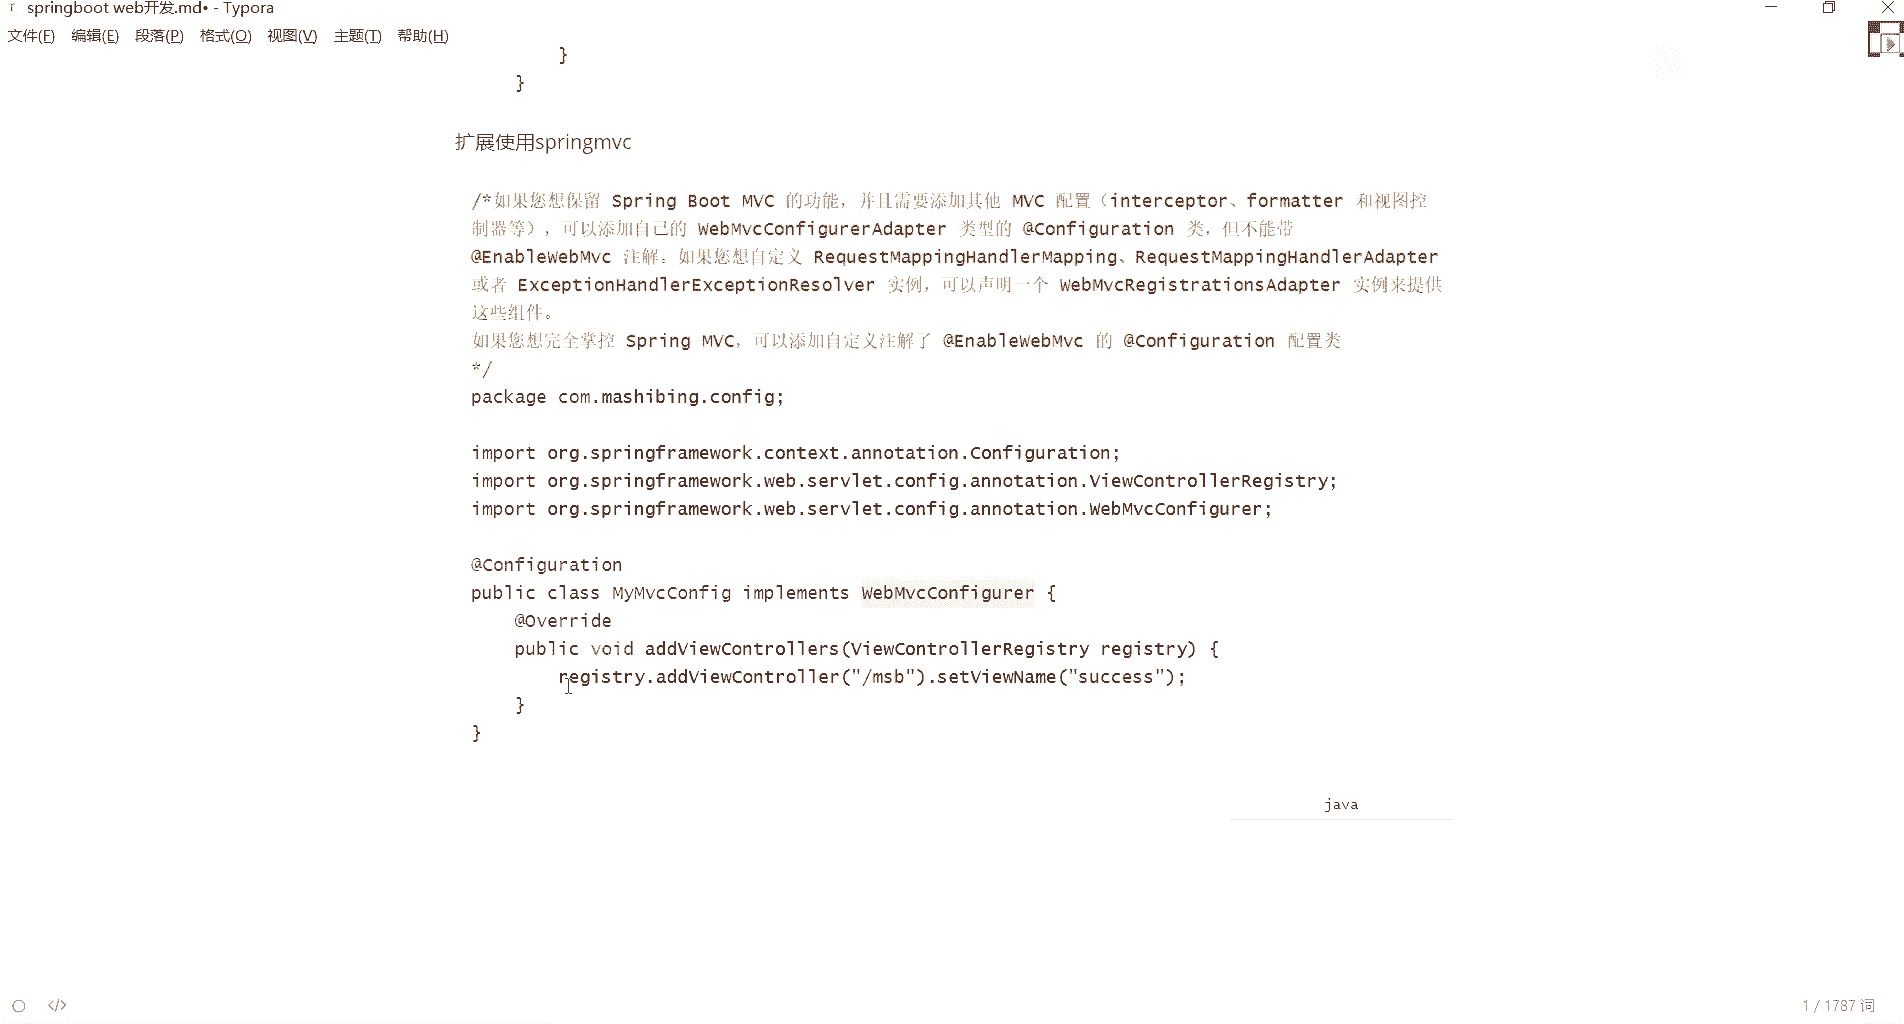 springboot web开发.md• - Typora
文件(F) 编辑(E) 段落(P) 格式(O) 视图(V) 主题(T) 帮助(H)
}
}
扩展使用springmvc
/*如果您想保留 Spring Boot MVC 的功能，并且需要添加其他 MVC 配置（interceptor、formatter 和视图控
制器等），可以添加自己的 WebMvcConfigurerAdapter 类型的 @Configuration 类，但不能带
@EnableWebMvc 注解。如果您想自定义 RequestMappingHandlerMapping、RequestMappingHandlerAdapter
或者 ExceptionHandlerExceptionResolver 实例，可以声明一个 WebMvcRegistrationsAdapter 实例来提供
这些组件。
如果您想完全掌控 Spring MVC，可以添加自定义注解了 @EnableWebMvc 的 @Configuration 配置类
*/
package com.mashibing.config;
import org.springframework.context.annotation.Configuration;
import org.springframework.web.servlet.config.annotation.ViewControllerRegistry;
import org.springframework.web.servlet.config.annotation.WebMvcConfigurer;
@Configuration
public class MyMvcConfig implements WebMvcConfigurer {
@Override
public void addViewControllers(ViewControllerRegistry registry) {
registry.addViewController("/msb").setViewName("success");
}
}
java
1 / 1787 词